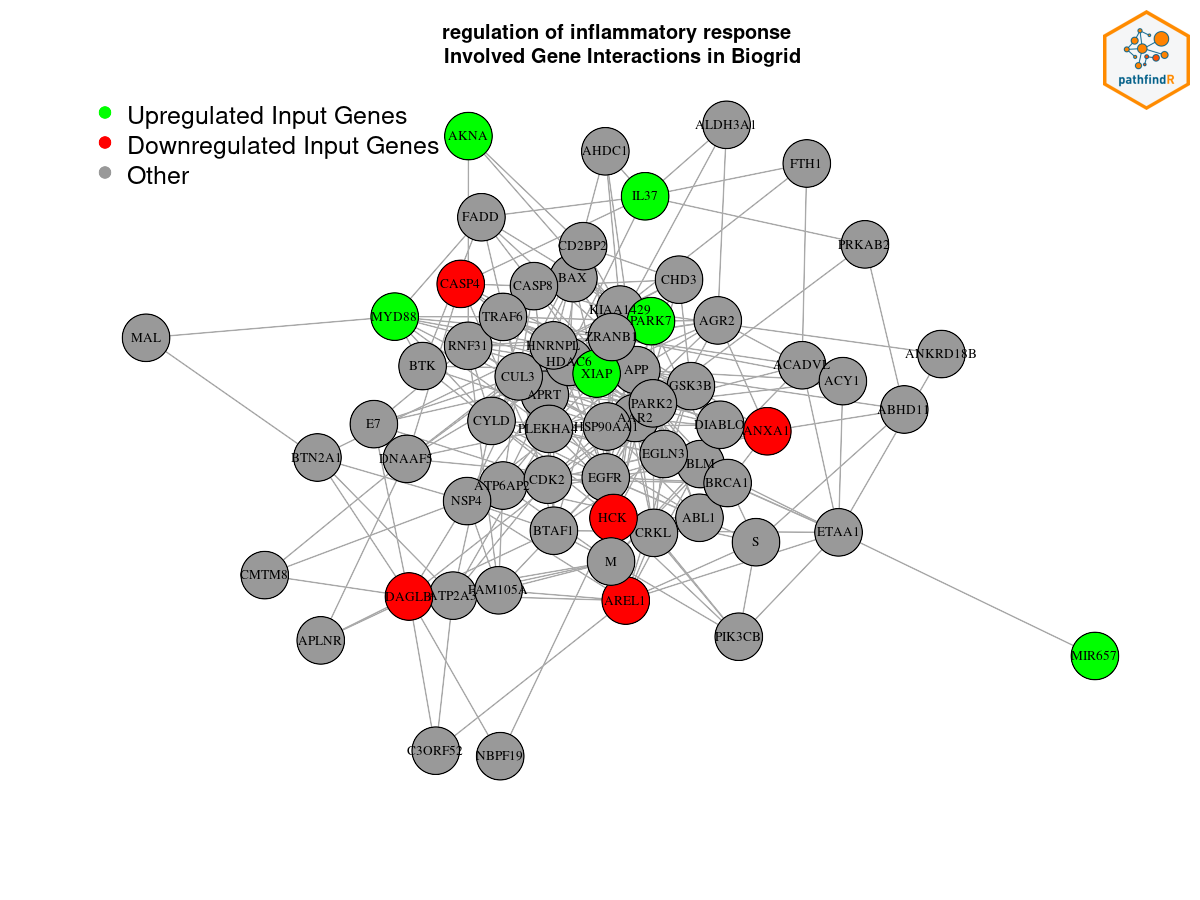 regulation of inflammatory response
Involved Gene Interactions in Biogrid
pathfindR
Upregulated Input Genes
Downregulated Input Genes
Other
AKNA
ALDH3A1
AHDC1
FTH1
IL37
FADD
CD2BP2
PRKAB2
CASP4
CASP8
BAX
CHD3
KIAA1429
MYD88
TRAF6
PARK7
AGR2
MAL
ZRANB1
RNF31
HNRNPL
ANKRD18B
HDAC6
BTK
CUL3
XIAP
APP
ACADVL
ACY1
GSK3B
APRT
PARK2
ABHD11
E7
CYLD
PLEKHA4
HSP90AA1
AAR2
DIABLO
ANXA1
BTN2A1
DNAAF5
EGLN3
BLM
ATP6AP2
CDK2
EGFR
BRCA1
NSP4
BTAF1
HCK
CRKL
ABL1
S
ETAA1
M
CMTM8
DAGLB
ATP2A3
FAM105A
AREL1
APLNR
PIK3CB
MIR657
C3ORF52
NBPF19